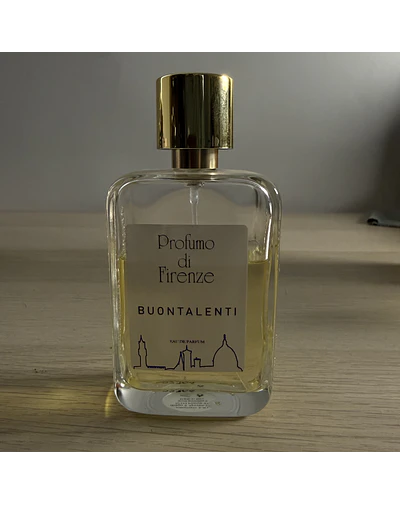 Profumo
di
Firenze
BUONTALENTI
EAU DE PARFUM